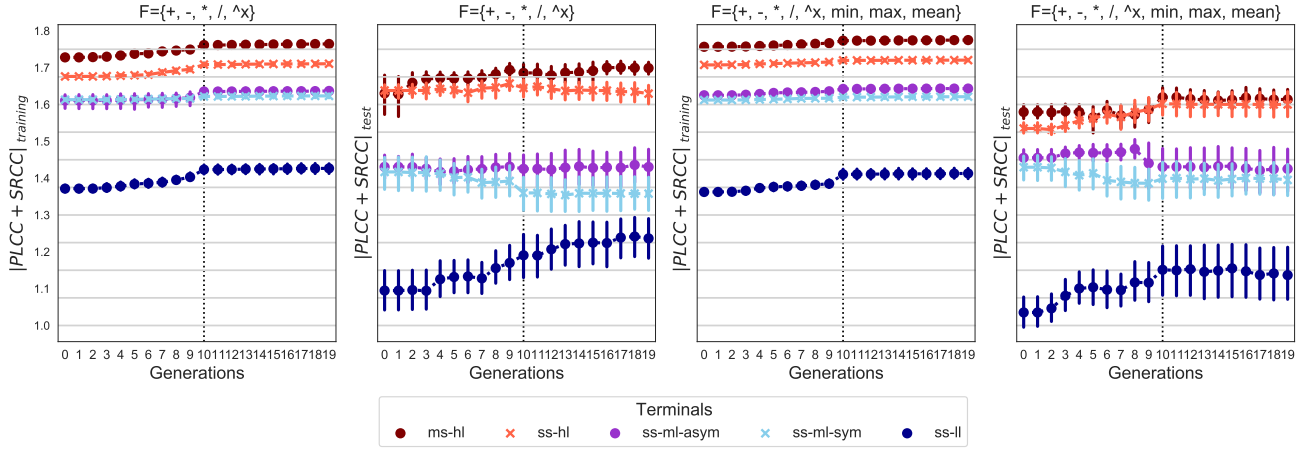 F={+, -, *, /, ^x}
F={+, -, *, /, ^x}
F={+, -, *, /, ^x, min, max, mean}
F={+, -, *, /, ^x, min, max, mean}
1.8
1.7
1.6
1.5
1.4
1.3
1.2
1.1
1.0
|PLCC + SRCC| training
|PLCC + SRCC| test
|PLCC + SRCC| training
|PLCC + SRCC| test
0 1 2 3 4 5 6 7 8 9 10 11 12 13 14 15 16 17 18 19
0 1 2 3 4 5 6 7 8 9 10 11 12 13 14 15 16 17 18 19
0 1 2 3 4 5 6 7 8 9 10 11 12 13 14 15 16 17 18 19
0 1 2 3 4 5 6 7 8 9 10 11 12 13 14 15 16 17 18 19
Generations
Generations
Generations
Generations
Terminals
ms-hl ss-hl ss-ml-asym ss-ml-sym ss-ll